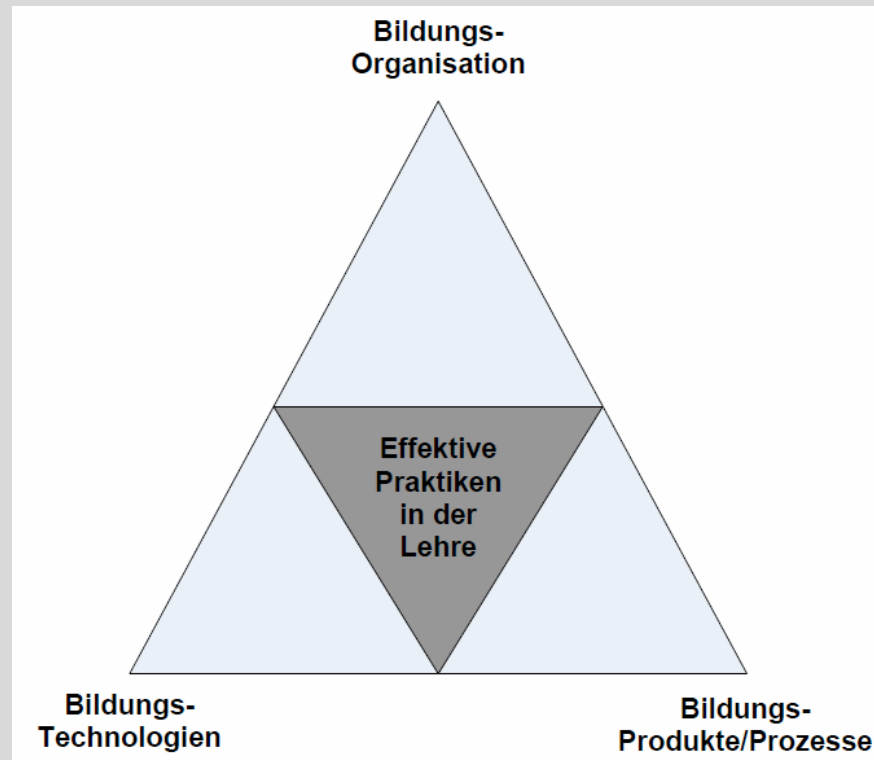 Bildungs-
Organisation
Effektive
Praktiken
in der
Lehre
Bildungs-
Technologien
Bildungs-
Produkte/Prozesse